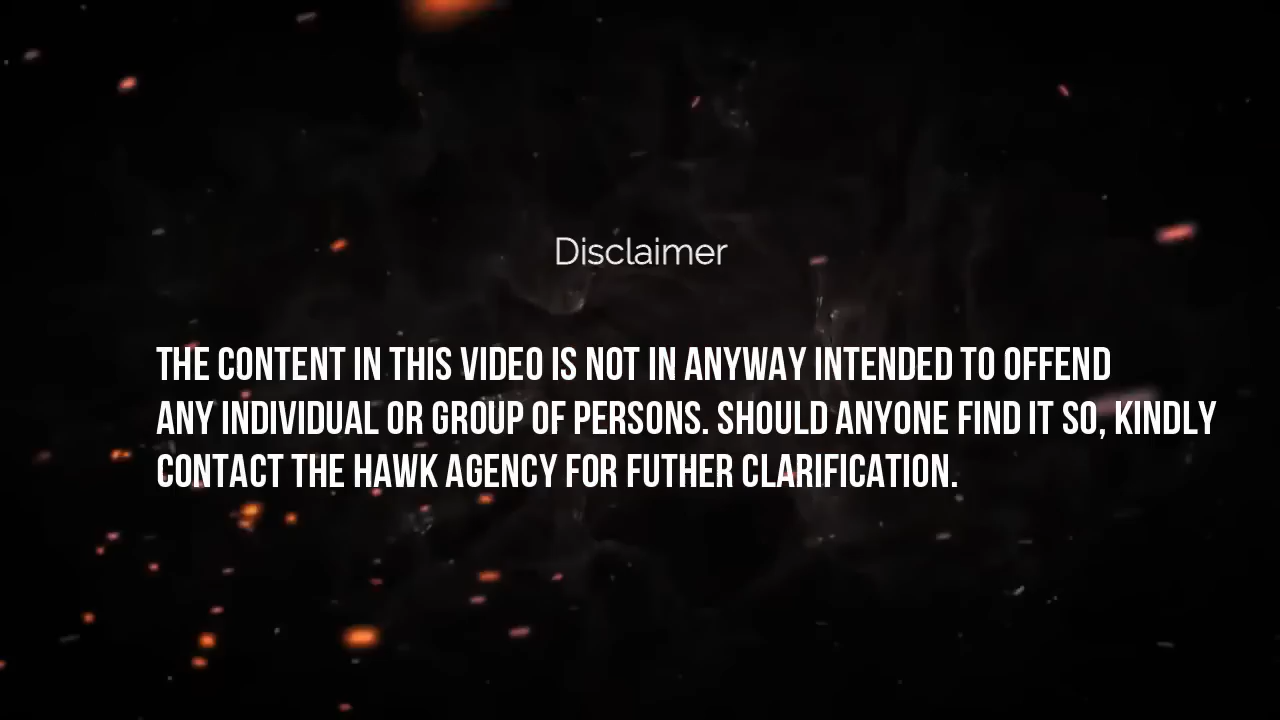 Disclaimer
THE CONTENT IN THIS VIDEO IS NOT IN ANYWAY INTENDED TO OFFEND
ANY INDIVIDUAL OR GROUP OF PERSONS. SHOULD ANYONE FIND IT SO, KINDLY
CONTACT THE HAWK AGENCY FOR FUTHER CLARIFICATION.